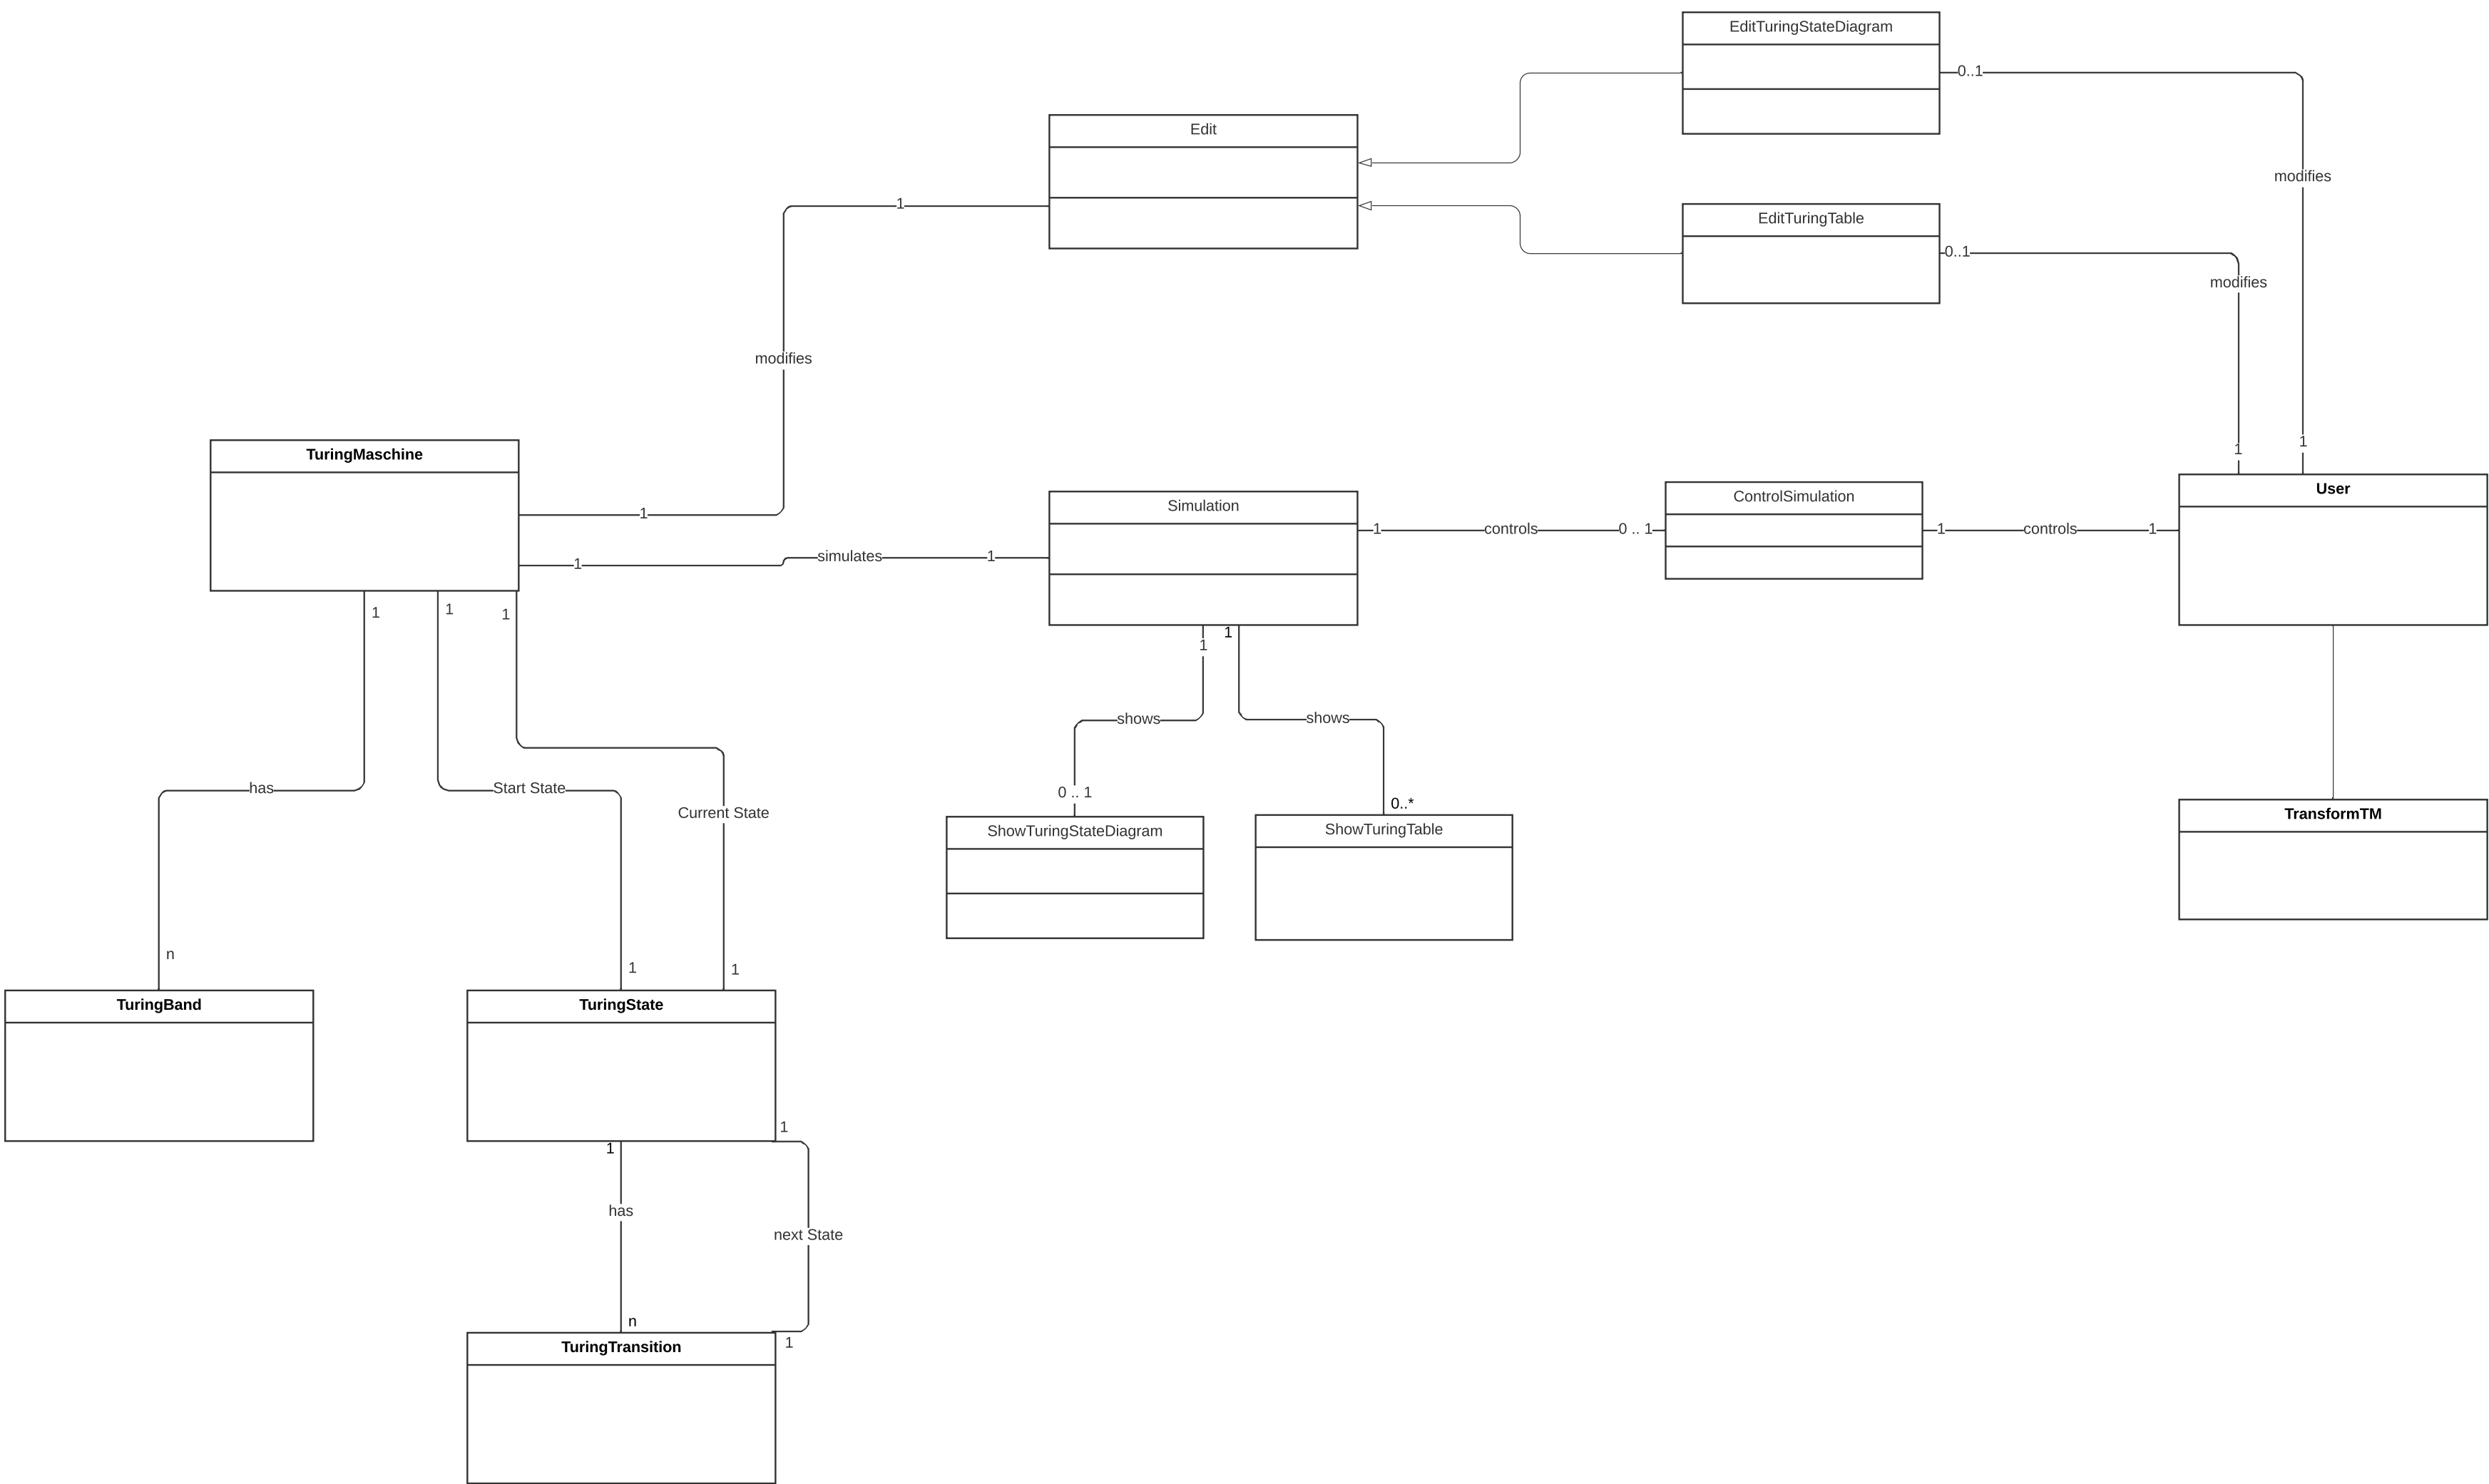 EditTuringStateDiagram
0..1
Edit
modifies
1
EditTuringTable
0..1
modifies
modifies
1
1
TuringMaschine
User
1
Simulation
ControlSimulation
1
controls
0 .. 1
1
controls
1
1
simulates
1
1
1
1
1
1
shows
shows
has
Start State
Current State
0 .. 1
0..*
ShowTuringStateDiagram
ShowTuringTable
TransformTM
n
1
1
TuringBand
TuringState
1
1
has
next State
n
1
TuringTransition